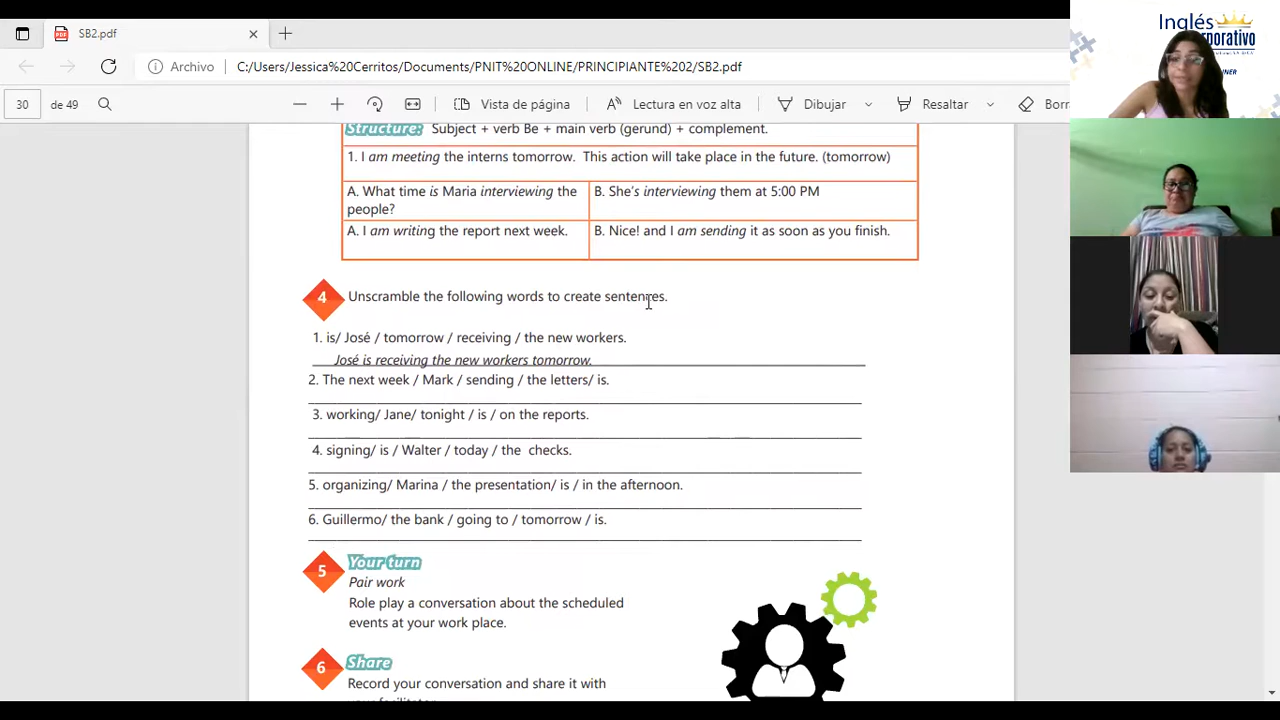 SB2.pdf
Archivo
C:/Users/Jessica%20Cerritos/Documents/PNIT%20ONLINE/PRINCIPIANTE%202/SB2.pdf
30 de 49
Vista de página
Lectura en voz alta
Dibujar
Resaltar
Borr
Inglés
rporativo
INER
Structure: Subject + verb Be + main verb (gerund) + complement.
1. I am meeting the interns tomorrow. This action will take place in the future. (tomorrow)
A. What time is Maria interviewing the
people?
B. She's interviewing them at 5:00 PM
A. I am writing the report next week.
B. Nice! and I am sending it as soon as you finish.
4 Unscramble the following words to create sentences.
1. is/ José / tomorrow / receiving / the new workers.
José is receiving the new workers tomorrow.
2. The next week / Mark / sending / the letters/ is.
3. working/ Jane/ tonight / is / on the reports.
4. signing/ is / Walter / today / the checks.
5. organizing/ Marina / the presentation/ is / in the afternoon.
6. Guillermo/ the bank / going to / tomorrow / is.
5 Your turn
Pair work
Role play a conversation about the scheduled
events at your work place.
6 Share
Record your conversation and share it with